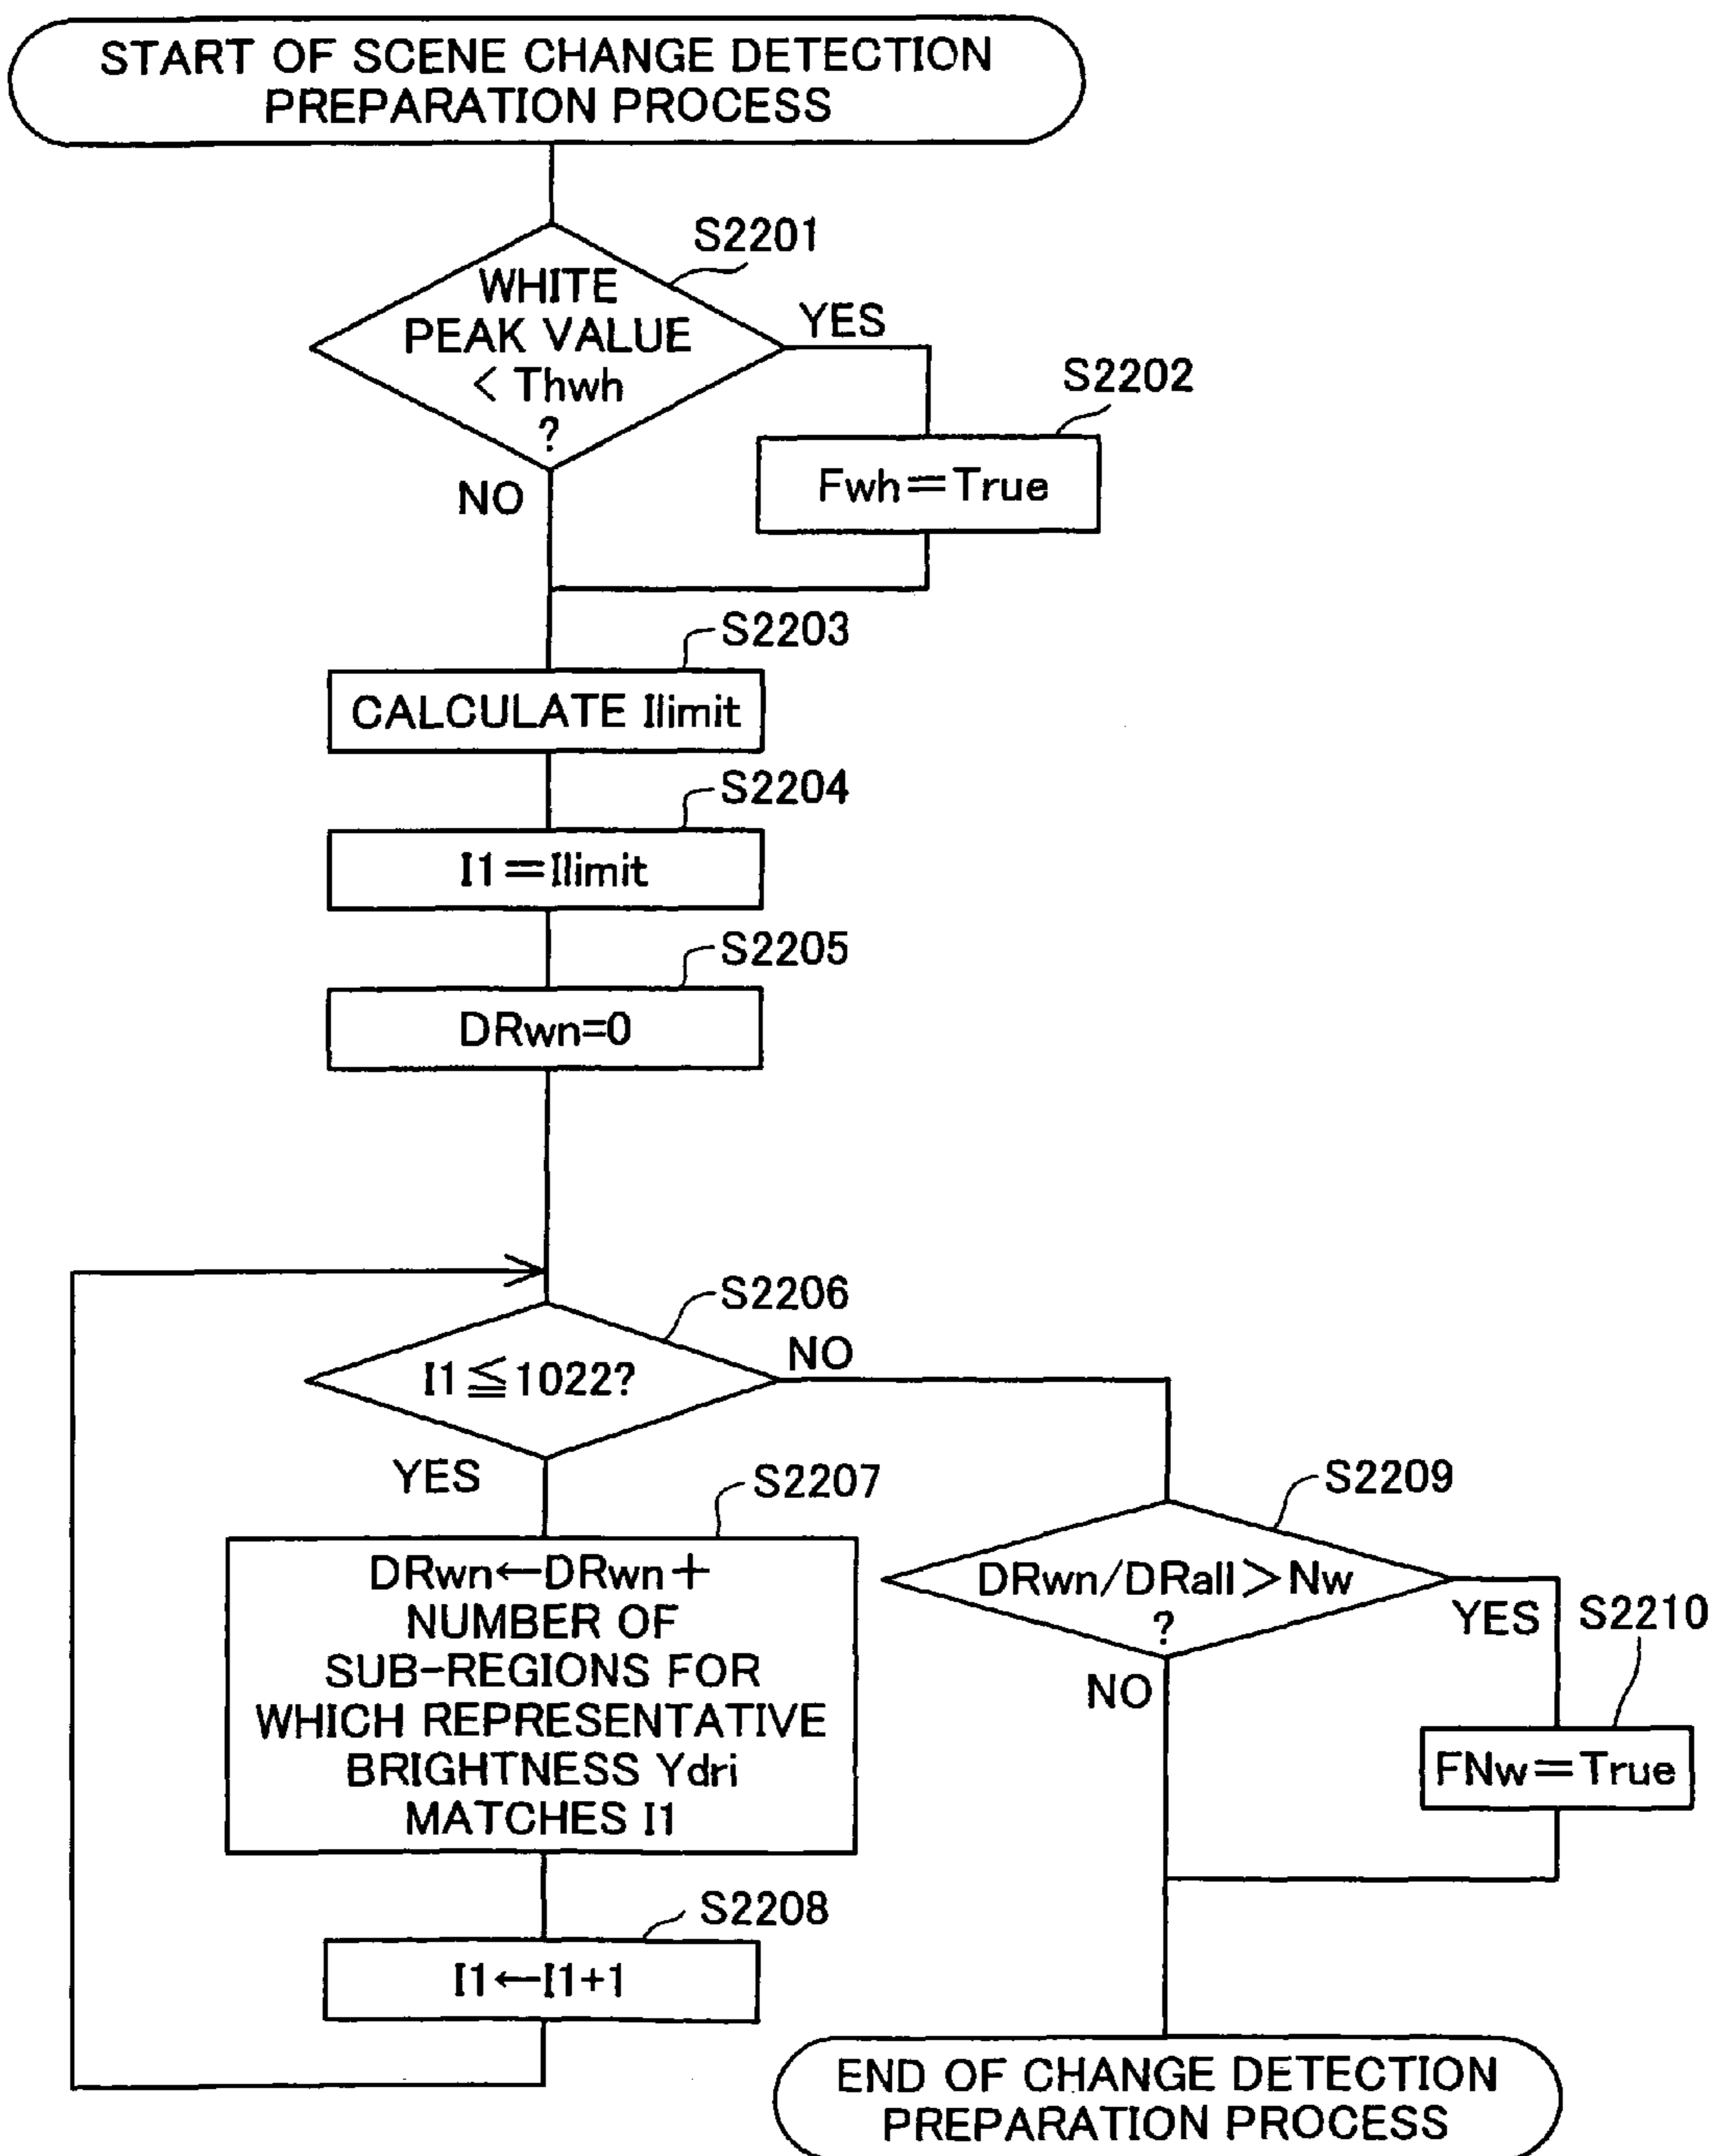 START OF SCENE CHANGE DETECTION
PREPARATION PROCESS
S2201
WHITE
PEAK VALUE
< Thwh
?
YES
S2202
Fwh=True
NO
S2203
CALCULATE Ilimit
S2204
I1=Ilimit
S2205
DRwn=0
S2206
I1≦1022?
NO
YES
S2207
DRwn←DRwn+
NUMBER OF
SUB-REGIONS FOR
WHICH REPRESENTATIVE
BRIGHTNESS Ydri
MATCHES I1
S2208
I1←I1+1
S2209
DRwn/DRall>Nw
?
YES
S2210
NO
FNw=True
END OF CHANGE DETECTION
PREPARATION PROCESS